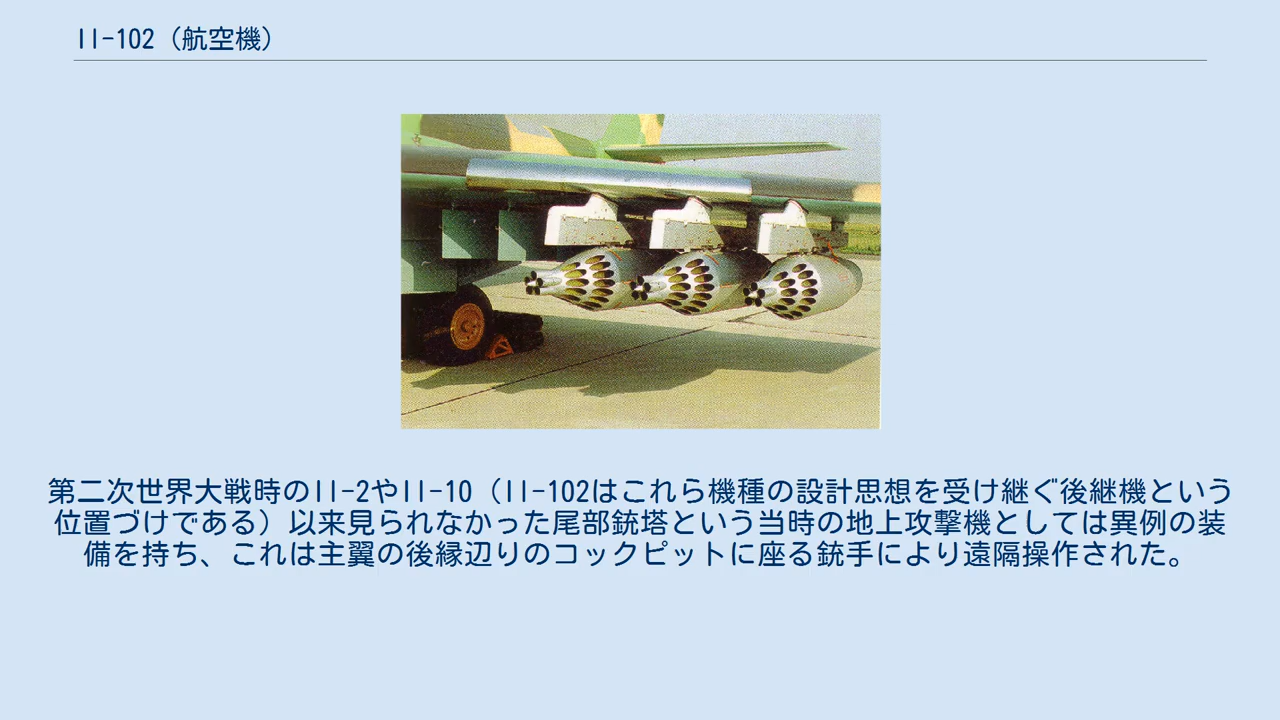 Il-102（航空機）
第二次世界大戦時のIl-2やIl-10（Il-102はこれら機種の設計思想を受け継ぐ後継機という
位置づけである）以来見られなかった尾部銃塔という当時の地上攻撃機としては異例の装
備を持ち、これは主翼の後縁辺りのコックピットに座る銃手により遠隔操作された。